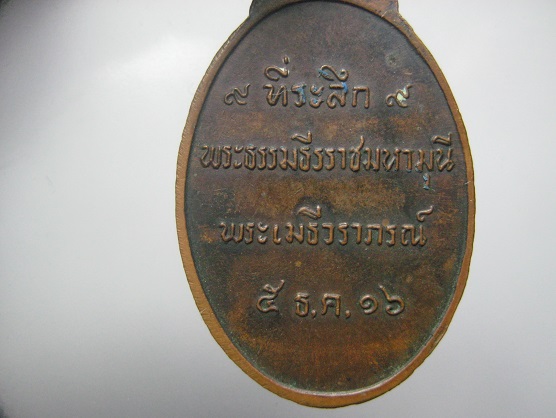 ๙ ที่ระลึก ๙
พระธรรมธีรราชมหามุนี
พระเมธีวราภรณ์
๕ ธ.ค. ๑๖